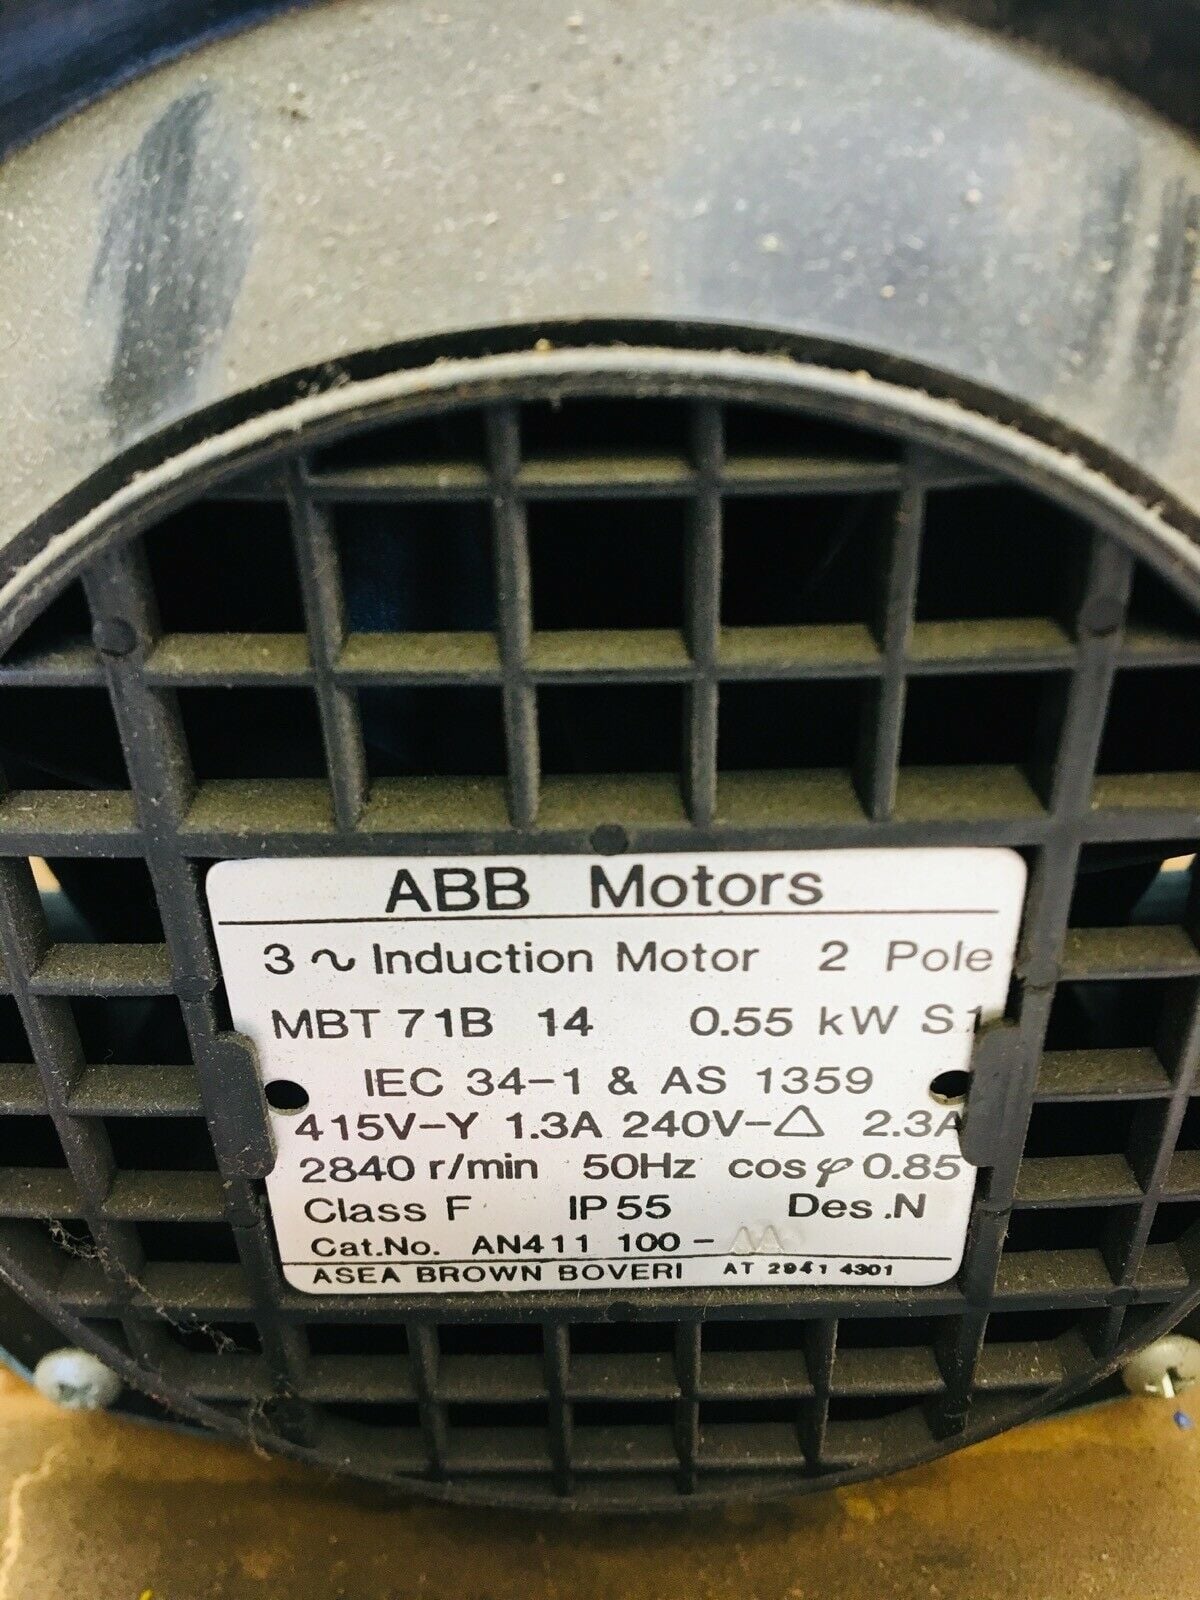 ABB Motors
3 ∿ Induction Motor 2 Pole
MBT 71B 14 0.55 kW S1
IEC 34-1 & AS 1359
415V-Y 1.3A 240V-△ 2.3A
2840 r/min 50Hz cosφ 0.85
Class F IP55 Des.N
Cat.No. AN411 100 - AA
ASEA BROWN BOVERI AT 2941 4301